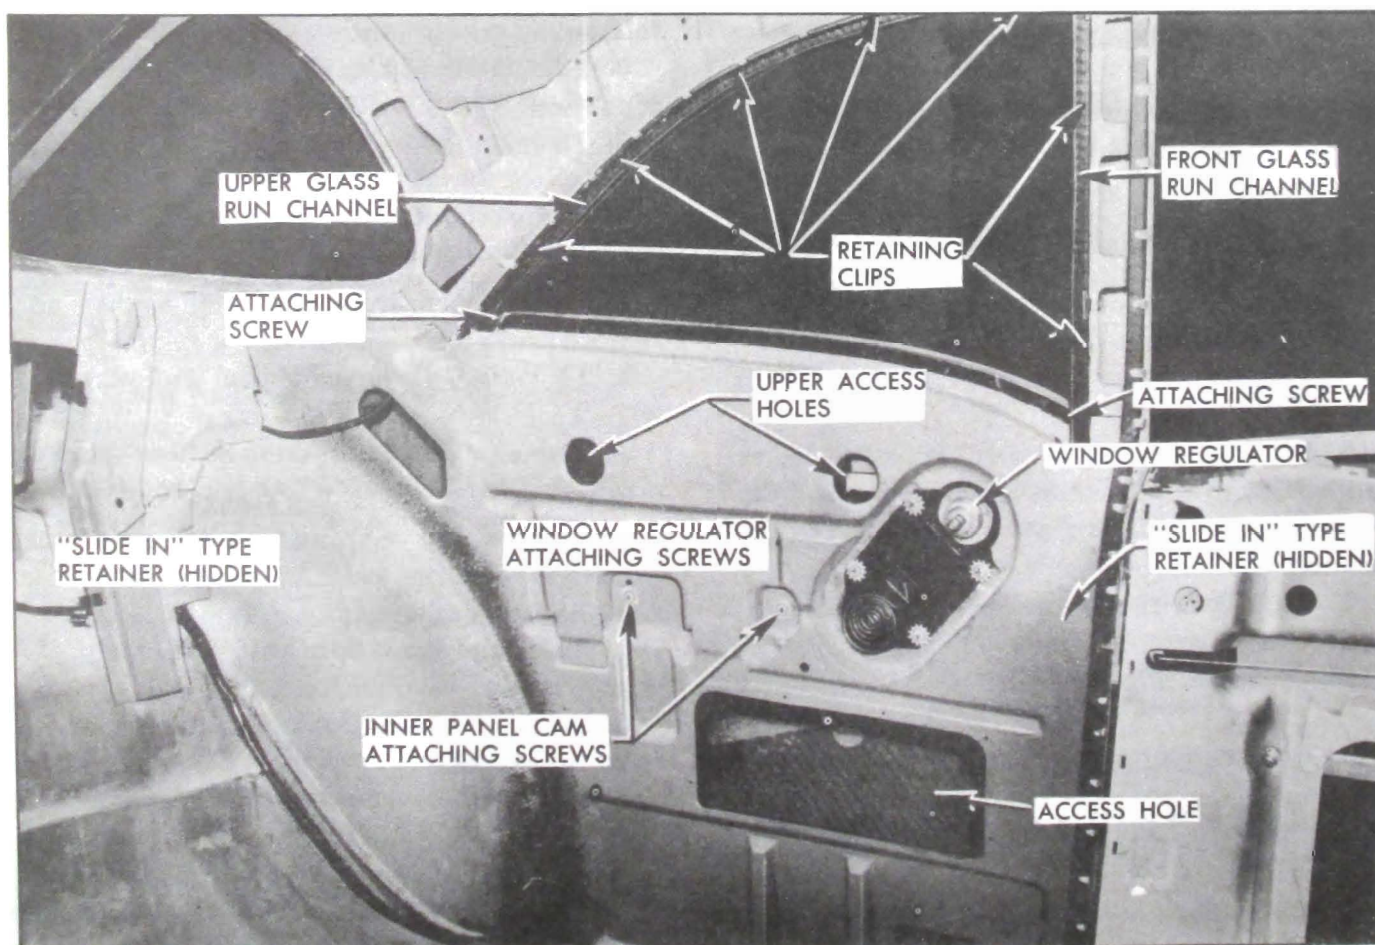 UPPER GLASS
RUN CHANNEL
FRONT GLASS
RUN CHANNEL
RETAINING
CLIPS
ATTACHING
SCREW
UPPER ACCESS
HOLES
ATTACHING SCREW
WINDOW REGULATOR
"SLIDE IN" TYPE
RETAINER (HIDDEN)
WINDOW REGULATOR
ATTACHING SCREWS
"SLIDE IN" TYPE
RETAINER (HIDDEN)
INNER PANEL CAM
ATTACHING SCREWS
ACCESS HOLE